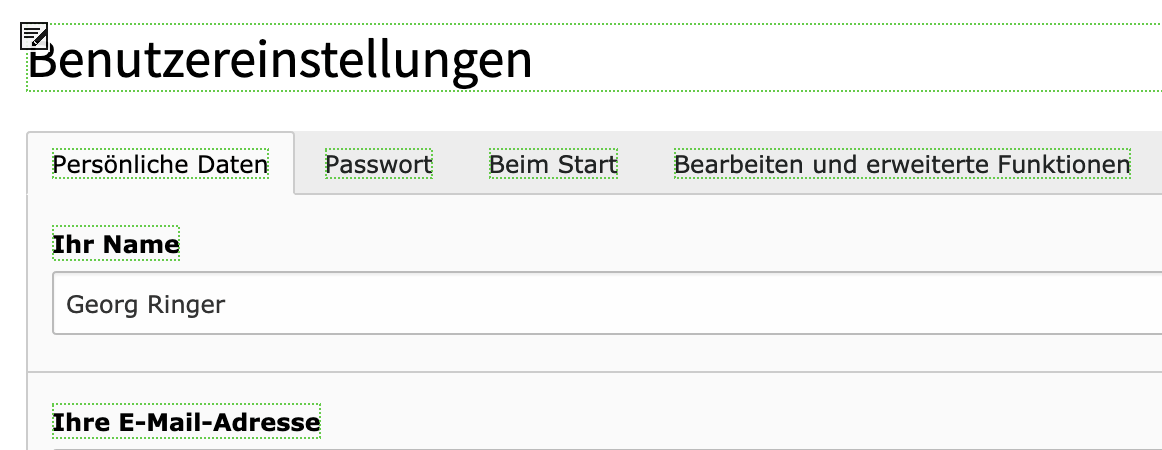 Benutzereinstellungen
Persönliche Daten Passwort Beim Start Bearbeiten und erweiterte Funktionen
Ihr Name
Georg Ringer
Ihre E-Mail-Adresse